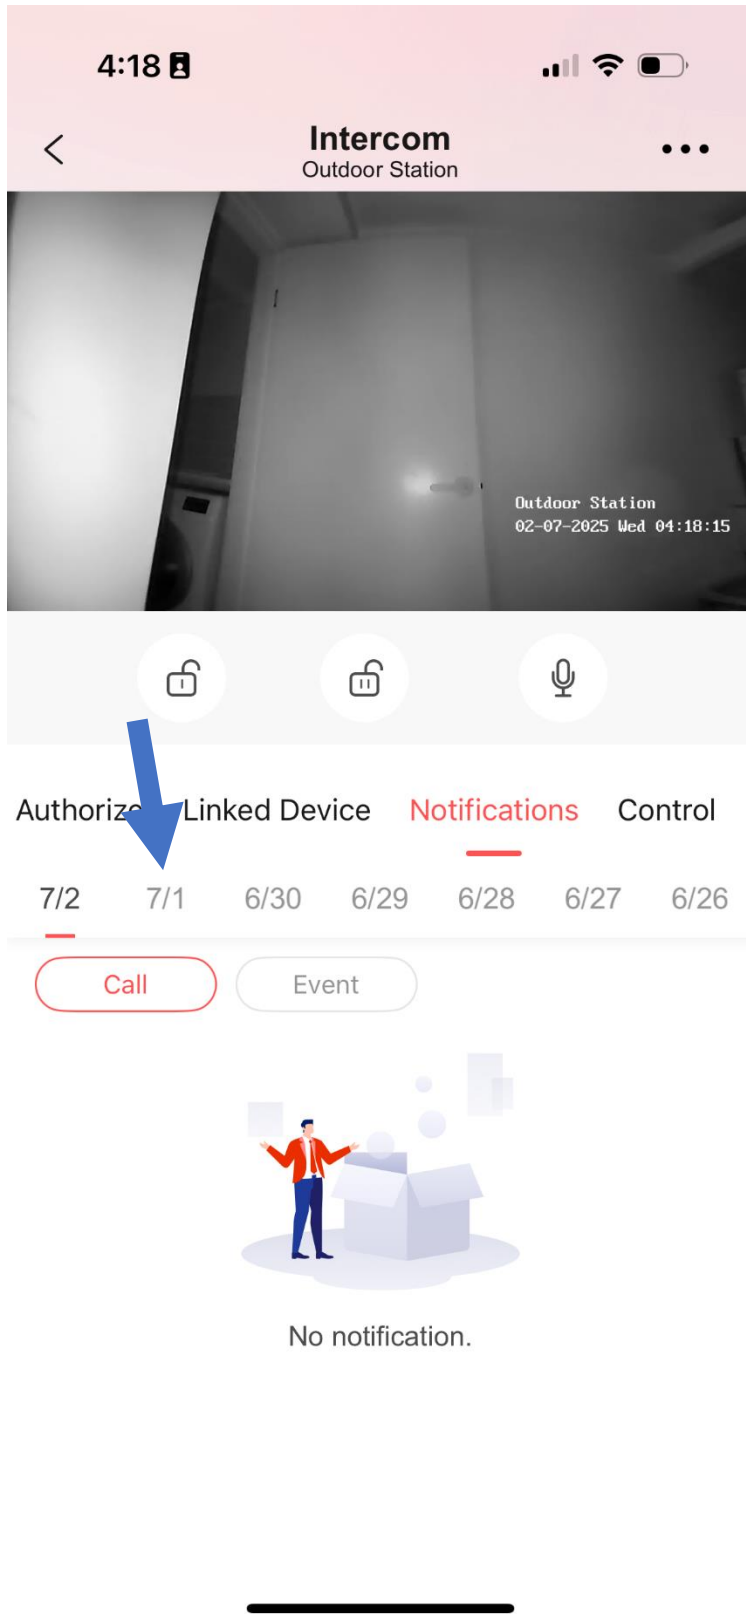 4:18
Intercom
Outdoor Station
Outdoor Station
02-07-2025 Wed 04:18:15
Authorize Linked Device Notifications Control
7/2 7/1 6/30 6/29 6/28 6/27 6/26
Call Event
No notification.